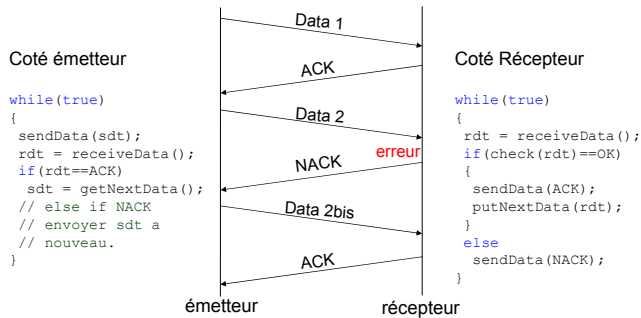 Coté émetteur
while(true)
{
sendData(sdt);
rdt = receiveData();
if(rdt==ACK)
sdt = getNextData();
// else if NACK
// envoyer sdt a
// nouveau.
}
Data 1
ACK
Data 2
erreur
NACK
Data 2bis
ACK
émetteur
récepteur
Coté Récepteur
while(true)
{
rdt = receiveData();
if(check(rdt)==OK)
{
sendData(ACK);
putNextData(rdt);
}
else
sendData(NACK);
}